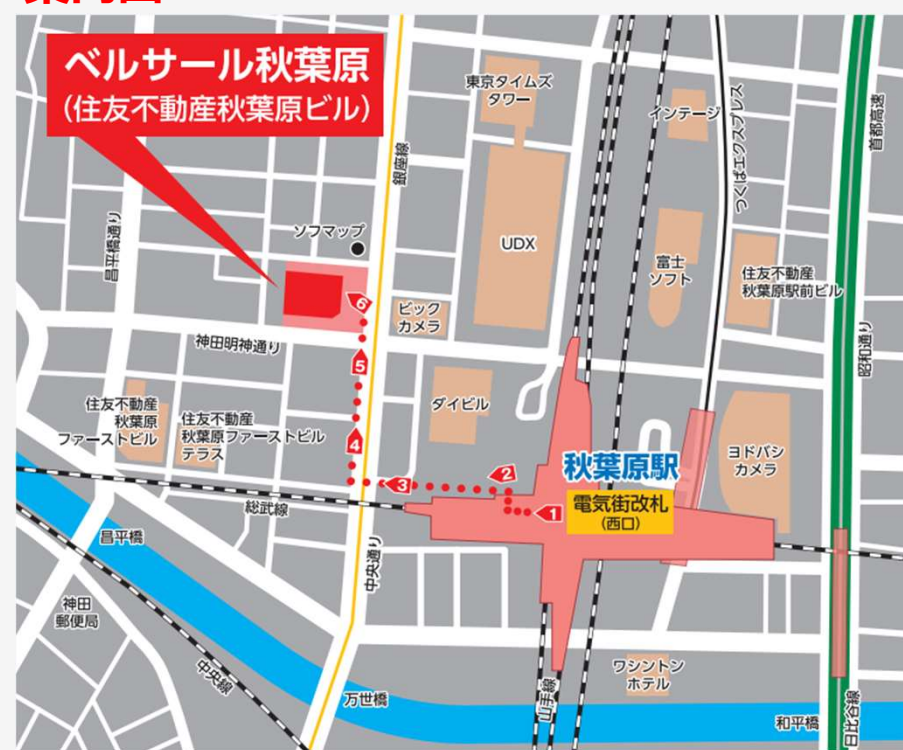 ベルサール秋葉原
(住友不動産秋葉原ビル)
東京タイムズ
タワー
インテージ
つくばエクスプレス
首都高速
銀座線
昌平橋通り
ソフマップ
UDX
富士
ソフト
住友不動産
秋葉原駅前ビル
6
ビック
カメラ
神田明神通り
昭和通り
5
ダイビル
住友不動産
秋葉原
ファーストビル
住友不動産
秋葉原ファーストビル
テラス
4
ヨドバシ
カメラ
秋葉原駅
2
3
電気街改札
(西口)
1
総武線
昌平橋
中央通り
神田
郵便局
中央線
ワシントン
ホテル
万世橋
山手線
和平橋
日比谷線